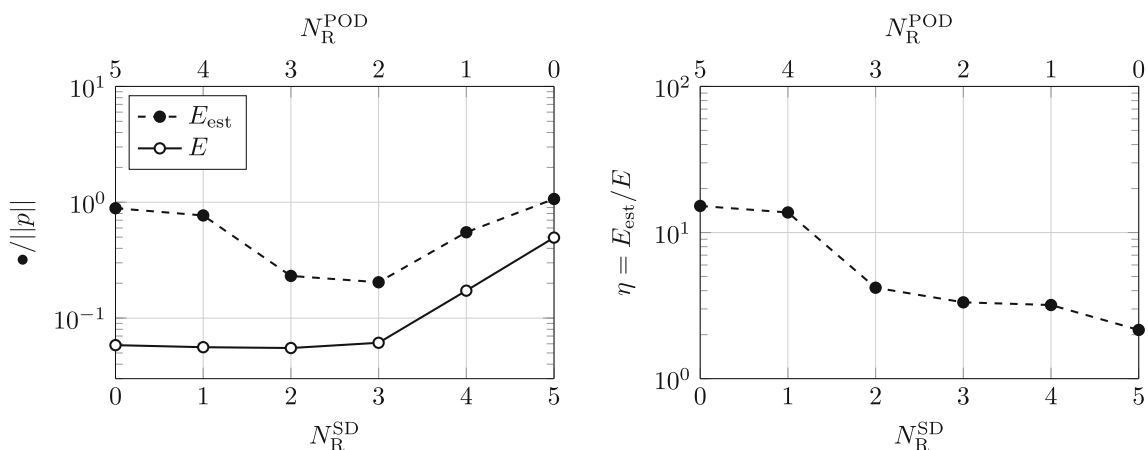 N_R^POD
5 4 3 2 1 0
10^1
E_est
E
10^0
10^−1
•/||p||
0 1 2 3 4 5
N_R^SD
N_R^POD
5 4 3 2 1 0
10^2
10^1
10^0
η = E_est/E
0 1 2 3 4 5
N_R^SD